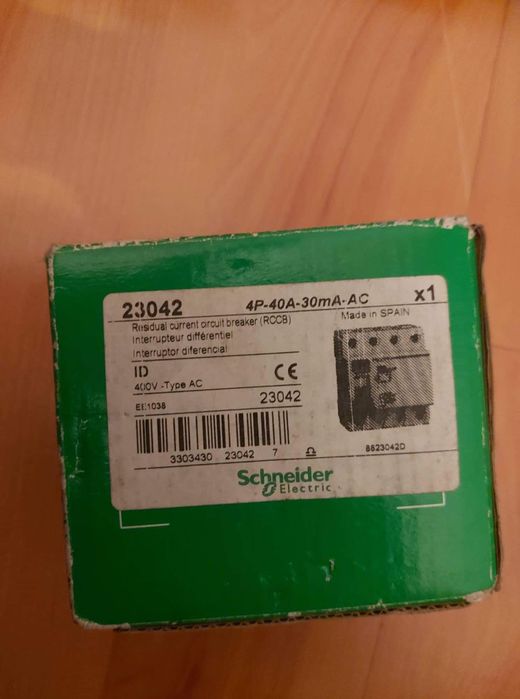 23042 4P-40A-30mA-AC x1
Residual current circuit breaker (RCCB) Made in SPAIN
Interrupteur différentiel
Interruptor diferencial
ID CE
400V -Type AC
EE1038 23042
3303430 23042 7
8823042D
Schneider
Electric